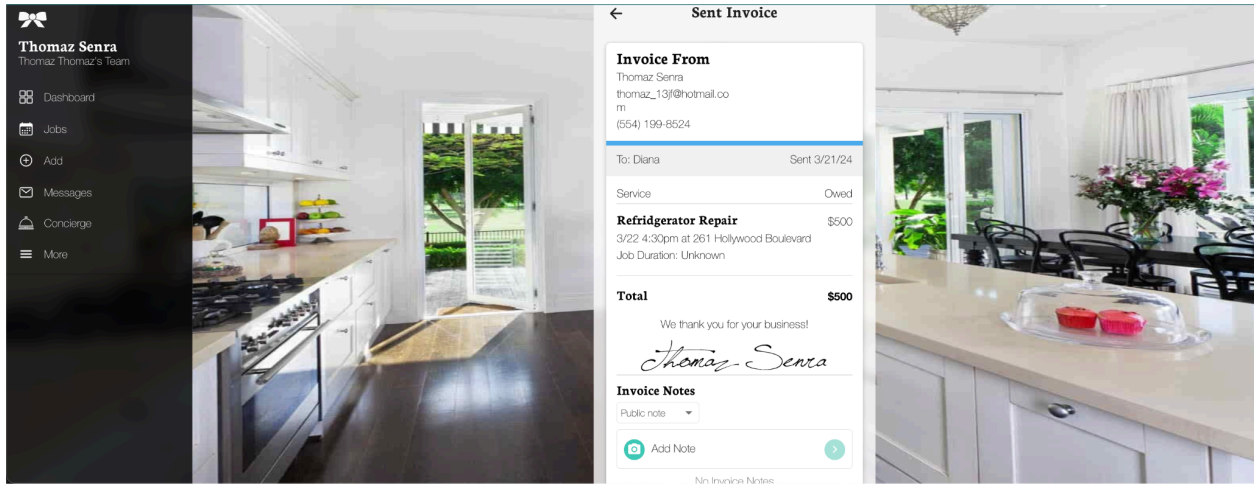 Thomaz Senra
Thomaz Thomaz's Team
Dashboard
Jobs
Add
Messages
Concierge
More
Sent Invoice
Invoice From
Thomaz Senra
thomaz_13jf@hotmail.co
m
(554) 199-8524
To: Diana Sent 3/21/24
Service Owed
Refridgerator Repair $500
3/22 4:30pm at 261 Hollywood Boulevard
Job Duration: Unknown
Total $500
We thank you for your business!
Thomaz Senra
Invoice Notes
Public note
Add Note
No Invoice Notes